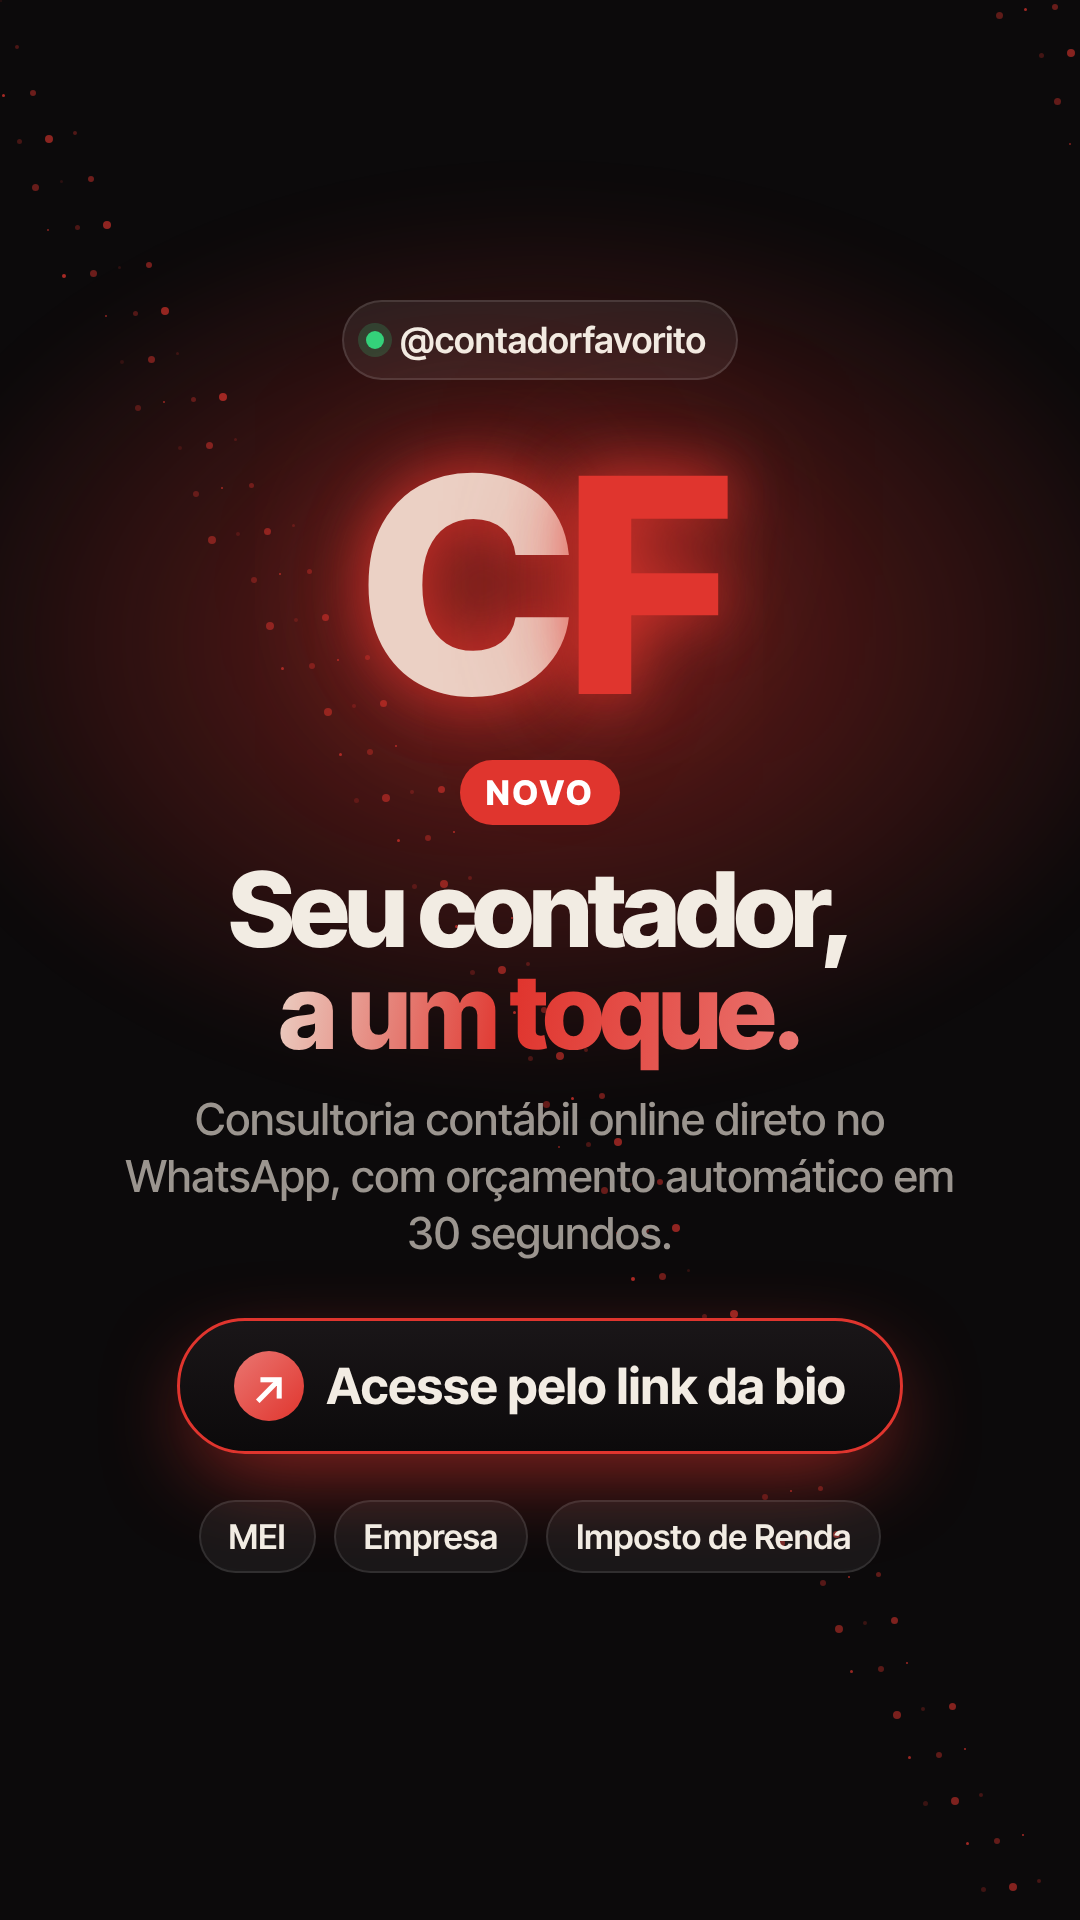 @contadorfavorito
CF
NOVO
Seu contador,
a um toque.
Consultoria contábil online direto no
WhatsApp, com orçamento automático em
30 segundos.
Acesse pelo link da bio
MEI
Empresa
Imposto de Renda